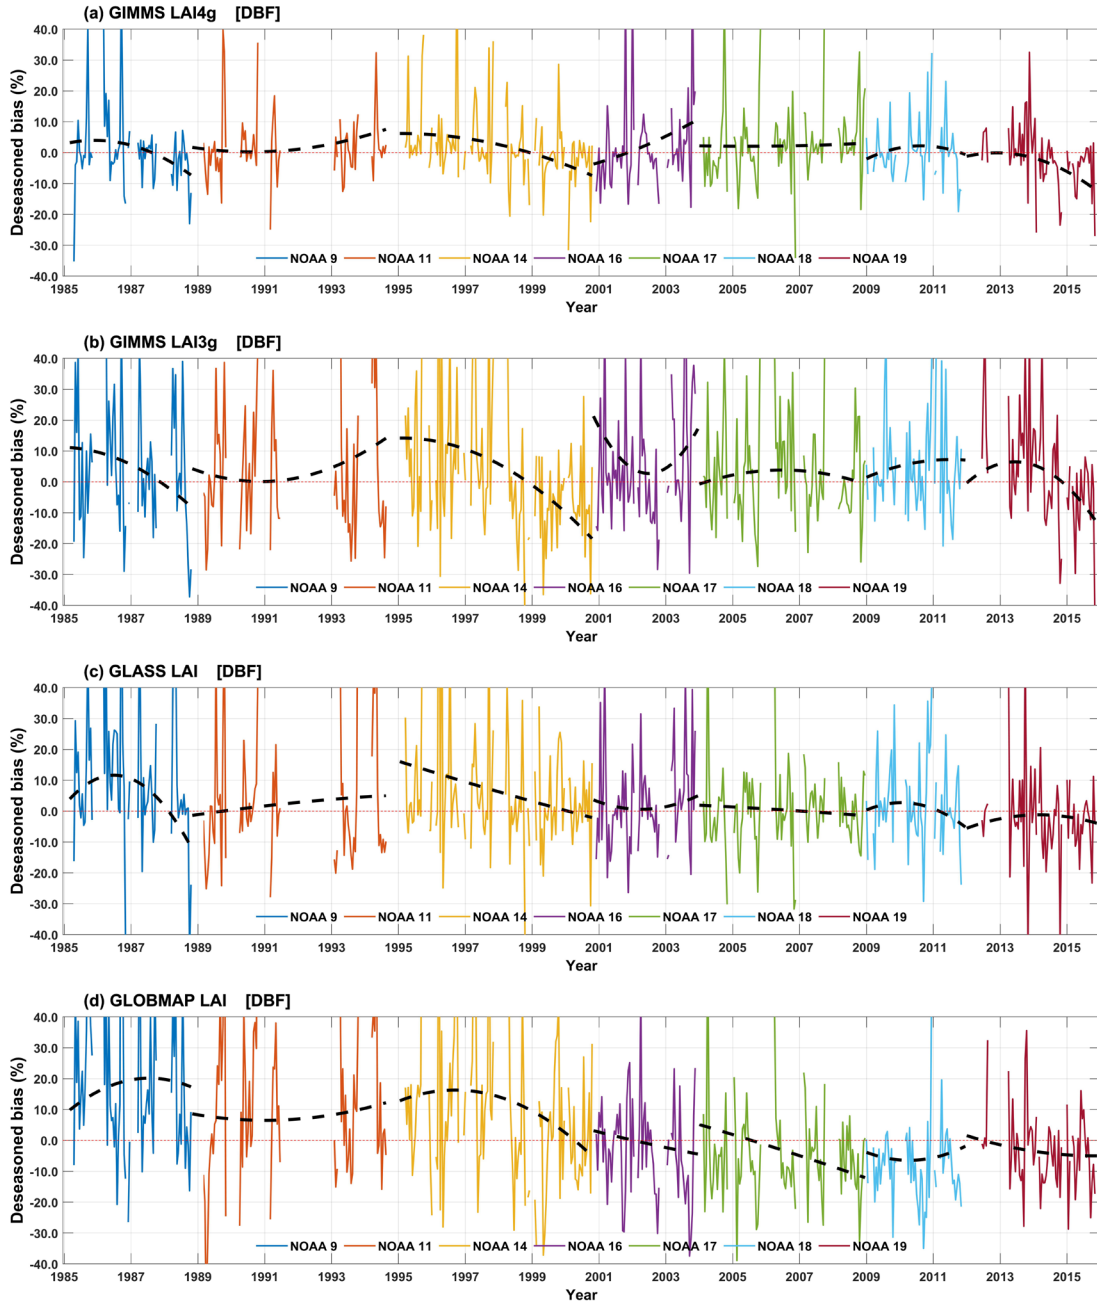 (a) GIMMS LAI4g [DBF]
Deseasoned bias (%)
40.0
30.0
20.0
10.0
0.0
-10.0
-20.0
-30.0
-40.0
NOAA 9 NOAA 11 NOAA 14 NOAA 16 NOAA 17 NOAA 18 NOAA 19
1985 1987 1989 1991 1993 1995 1997 1999 2001 2003 2005 2007 2009 2011 2013 2015
Year
(b) GIMMS LAI3g [DBF]
Deseasoned bias (%)
40.0
30.0
20.0
10.0
0.0
-10.0
-20.0
-30.0
-40.0
NOAA 9 NOAA 11 NOAA 14 NOAA 16 NOAA 17 NOAA 18 NOAA 19
1985 1987 1989 1991 1993 1995 1997 1999 2001 2003 2005 2007 2009 2011 2013 2015
Year
(c) GLASS LAI [DBF]
Deseasoned bias (%)
40.0
30.0
20.0
10.0
0.0
-10.0
-20.0
-30.0
-40.0
NOAA 9 NOAA 11 NOAA 14 NOAA 16 NOAA 17 NOAA 18 NOAA 19
1985 1987 1989 1991 1993 1995 1997 1999 2001 2003 2005 2007 2009 2011 2013 2015
Year
(d) GLOBMAP LAI [DBF]
Deseasoned bias (%)
40.0
30.0
20.0
10.0
0.0
-10.0
-20.0
-30.0
-40.0
NOAA 9 NOAA 11 NOAA 14 NOAA 16 NOAA 17 NOAA 18 NOAA 19
1985 1987 1989 1991 1993 1995 1997 1999 2001 2003 2005 2007 2009 2011 2013 2015
Year